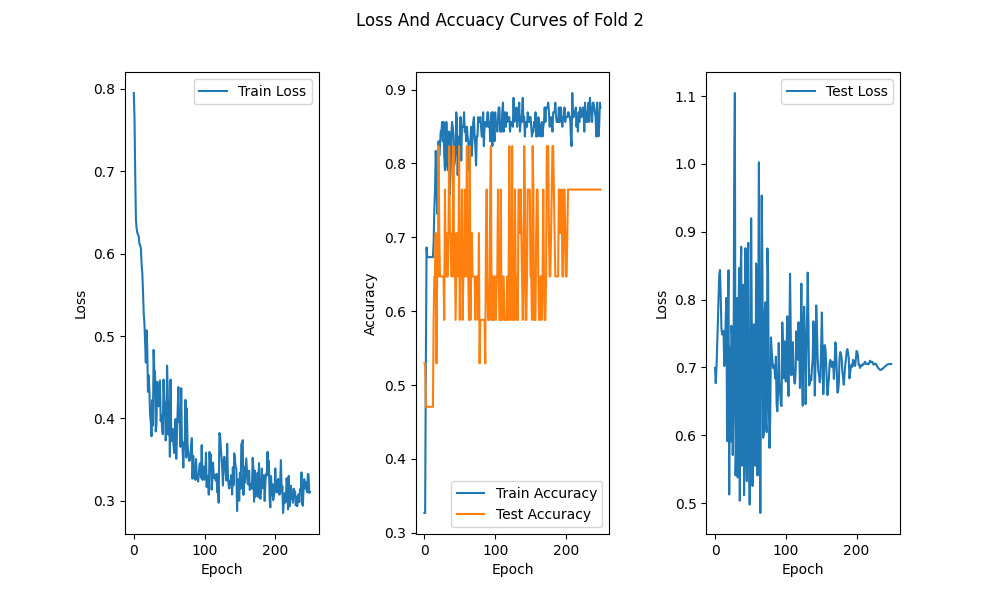 Loss And Accuacy Curves of Fold 2
Loss
0.8
0.7
0.6
0.5
0.4
0.3
Train Loss
0
100
200
Epoch
Accuracy
0.9
0.8
0.7
0.6
0.5
0.4
0.3
Train Accuracy
Test Accuracy
0
100
200
Epoch
Loss
1.1
1.0
0.9
0.8
0.7
0.6
0.5
Test Loss
0
100
200
Epoch